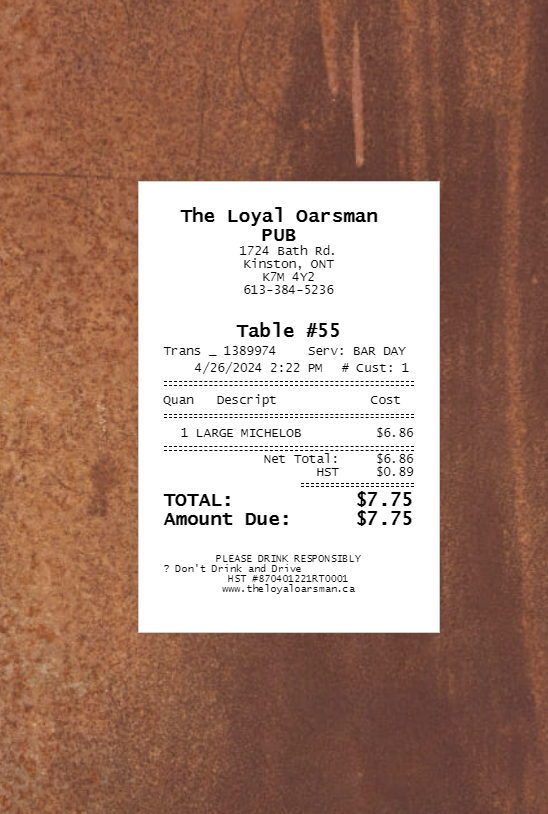 The Loyal Oarsman
PUB
1724 Bath Rd.
Kinston, ONT
K7M 4Y2
613-384-5236
Table #55
Trans _ 1389974 Serv: BAR DAY
4/26/2024 2:22 PM # Cust: 1
Quan Descript Cost
1 LARGE MICHELOB $6.86
Net Total: $6.86
HST $0.89
TOTAL: $7.75
Amount Due: $7.75
PLEASE DRINK RESPONSIBLY
? Don't Drink and Drive
HST #870401221RT0001
www.theloyaloarsman.ca